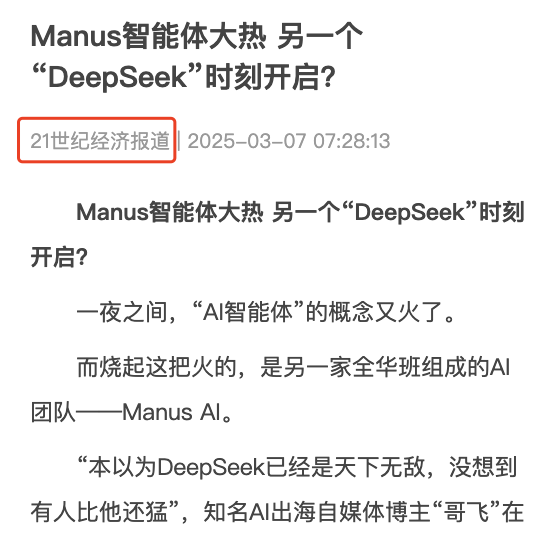 Manus智能体大热 另一个
“DeepSeek”时刻开启?
21世纪经济报道 | 2025-03-07 07:28:13
Manus智能体大热 另一个“DeepSeek”时刻
开启?
一夜之间，“AI智能体”的概念又火了。
而烧起这把火的，是另一家全华班组成的AI
团队——Manus AI。
“本以为DeepSeek已经是天下无敌，没想到
有人比他还猛”，知名AI出海自媒体博主“哥飞”在